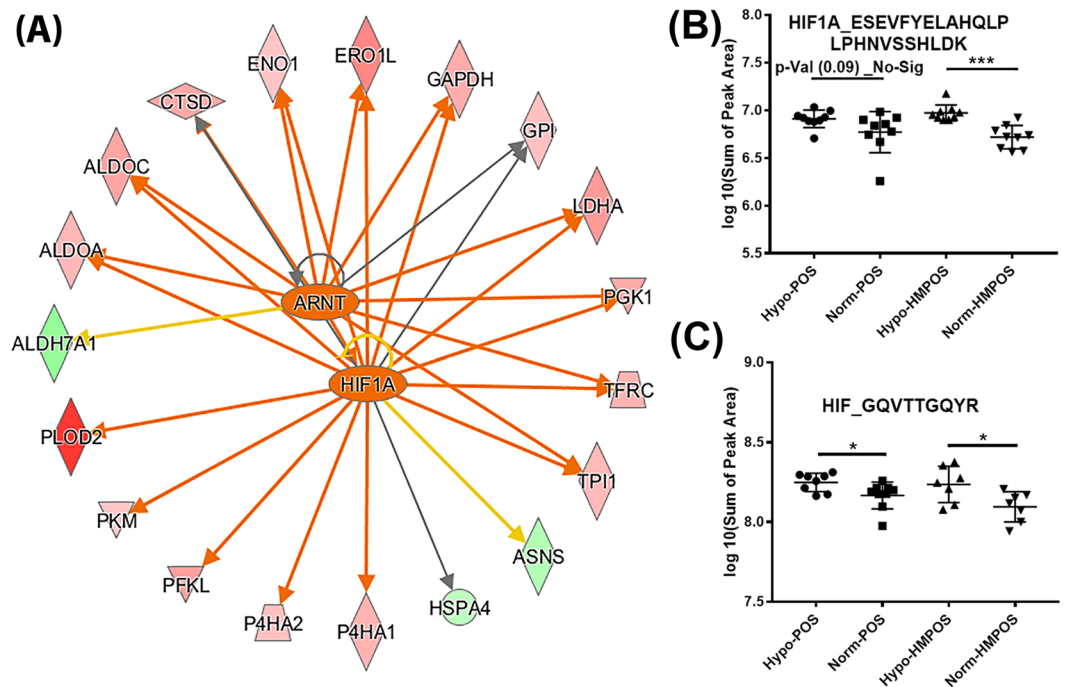 (A)
ENO1
ERO1L
GAPDH
CTSD
GPI
ALDOC
LDHA
ALDOA
ARNT
PGK1
ALDH7A1
HIF1A
TFRC
PLOD2
TPI1
PKM
ASNS
PFKL
HSPA4
P4HA2
P4HA1
(B)
HIF1A_ESEVFYELAHQLP
LPHNVSSHLDK
p-Val (0.09) _No-Sig
***
log 10(Sum of Peak Area)
8.0
7.0
6.5
6.0
5.5
Hypo-POS
Norm-POS
Hypo-HMPOS
Norm-HMPOS
(C)
HIF_GQVTTGQYR
*
*
log 10(Sum of Peak Area)
9.0
8.5
8.0
7.5
Hypo-POS
Norm-POS
Hypo-HMPOS
Norm-HMPOS